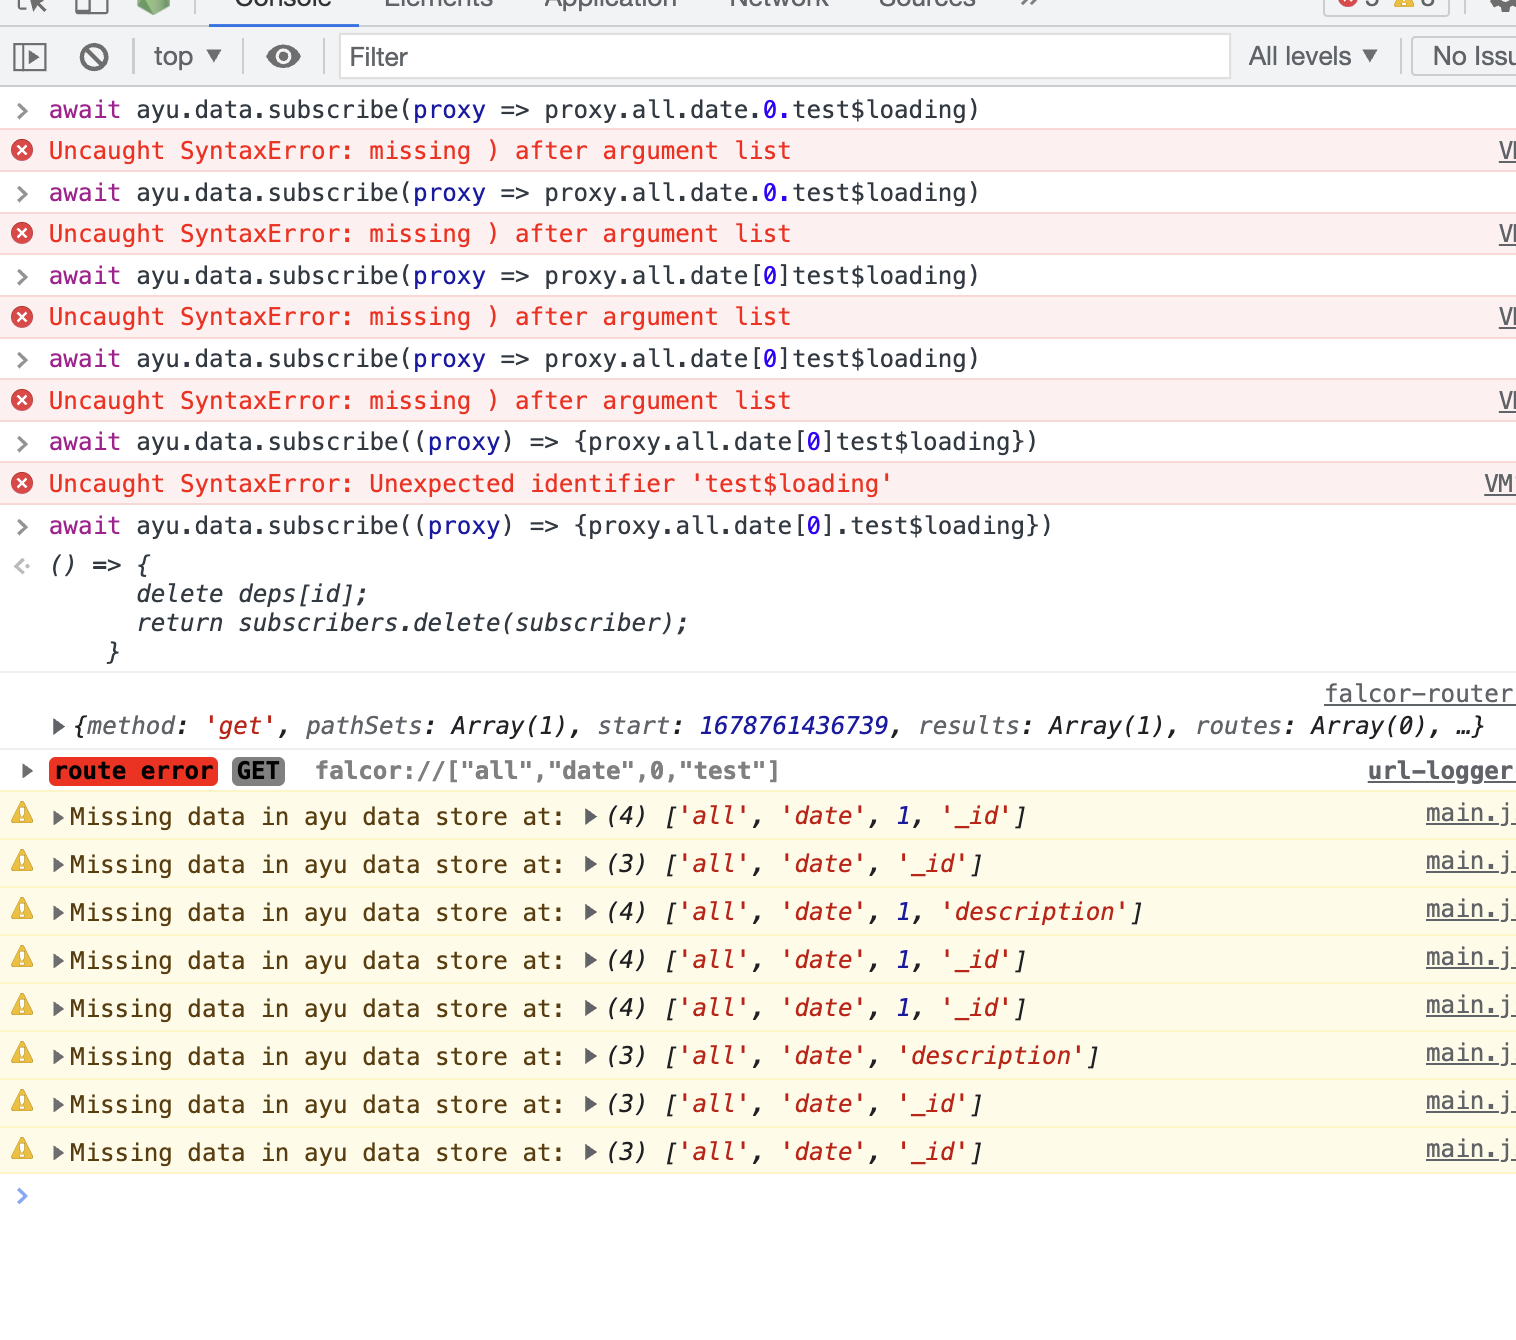 Console Elements Application Network Sources »
top ▼ Filter All levels ▼ No Issu
> await ayu.data.subscribe(proxy => proxy.all.date.0.test$loading)
Uncaught SyntaxError: missing ) after argument list
> await ayu.data.subscribe(proxy => proxy.all.date.0.test$loading)
Uncaught SyntaxError: missing ) after argument list
> await ayu.data.subscribe(proxy => proxy.all.date[0]test$loading)
Uncaught SyntaxError: missing ) after argument list
> await ayu.data.subscribe(proxy => proxy.all.date[0]test$loading)
Uncaught SyntaxError: missing ) after argument list
> await ayu.data.subscribe((proxy) => {proxy.all.date[0]test$loading})
Uncaught SyntaxError: Unexpected identifier 'test$loading' VM
> await ayu.data.subscribe((proxy) => {proxy.all.date[0].test$loading})
() => {
delete deps[id];
return subscribers.delete(subscriber);
}
falcor-router
▶{method: 'get', pathSets: Array(1), start: 1678761436739, results: Array(1), routes: Array(0), …}
▶ route error GET falcor://["all","date",0,"test"] url-logger
▶Missing data in ayu data store at: ▶(4) ['all', 'date', 1, '_id'] main.j
▶Missing data in ayu data store at: ▶(3) ['all', 'date', '_id'] main.j
▶Missing data in ayu data store at: ▶(4) ['all', 'date', 1, 'description'] main.j
▶Missing data in ayu data store at: ▶(4) ['all', 'date', 1, '_id'] main.j
▶Missing data in ayu data store at: ▶(4) ['all', 'date', 1, '_id'] main.j
▶Missing data in ayu data store at: ▶(3) ['all', 'date', 'description'] main.j
▶Missing data in ayu data store at: ▶(3) ['all', 'date', '_id'] main.j
▶Missing data in ayu data store at: ▶(3) ['all', 'date', '_id'] main.j
>